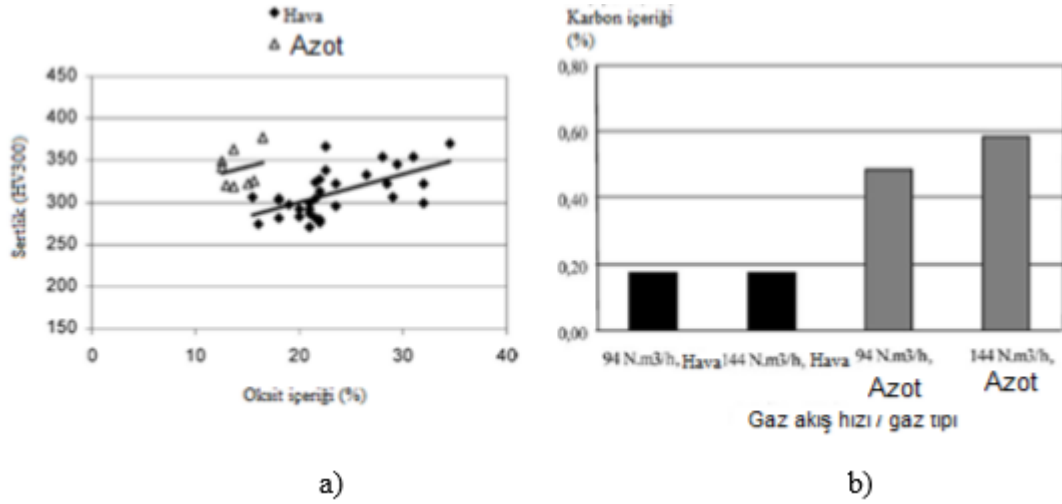 Hava
Azot
Sertlik (HV300)
450
400
350
300
250
200
150
0
10
20
30
40
Oksit içeriği (%)
a)
Karbon içeriği
(%)
0,80
0,60
0,40
0,20
0,00
94 N.m3/h, Hava
144 N.m3/h, Hava
94 N.m3/h,
Azot
144 N.m3/h,
Azot
Gaz akış hızı / gaz tipi
b)